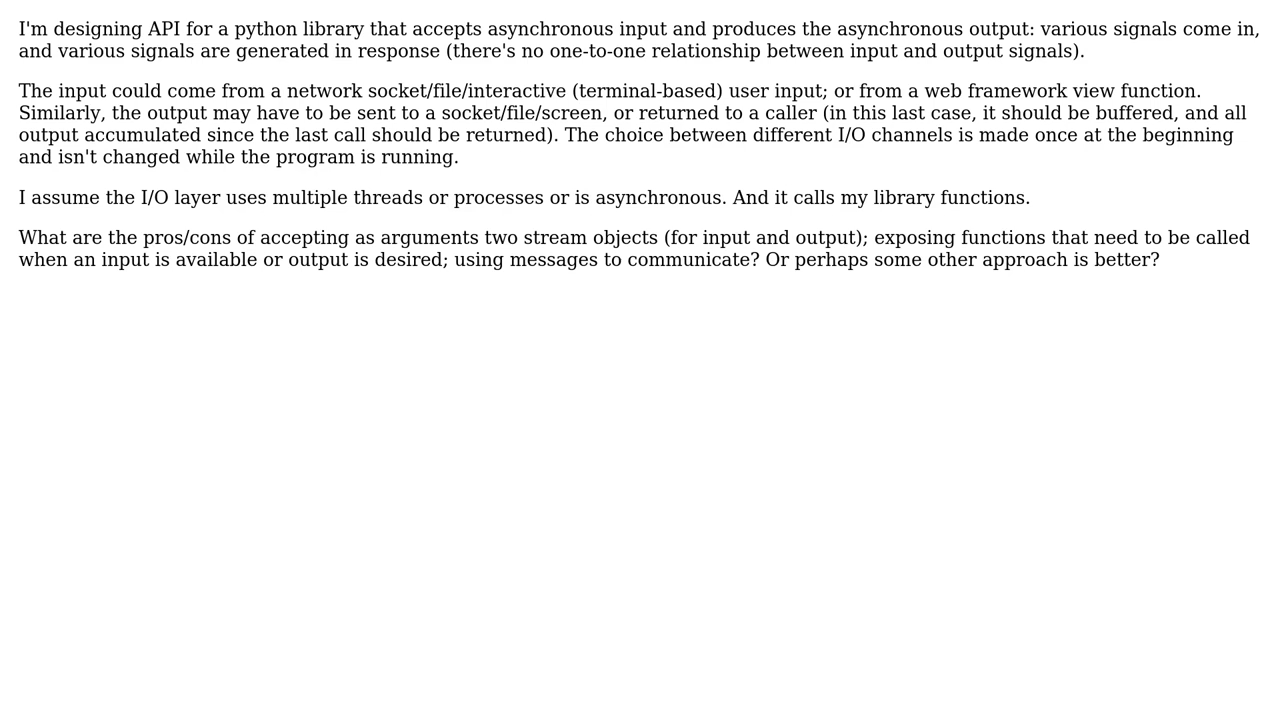 I'm designing API for a python library that accepts asynchronous input and produces the asynchronous output: various signals come in,
and various signals are generated in response (there's no one-to-one relationship between input and output signals).
The input could come from a network socket/file/interactive (terminal-based) user input; or from a web framework view function.
Similarly, the output may have to be sent to a socket/file/screen, or returned to a caller (in this last case, it should be buffered, and all
output accumulated since the last call should be returned). The choice between different I/O channels is made once at the beginning
and isn't changed while the program is running.
I assume the I/O layer uses multiple threads or processes or is asynchronous. And it calls my library functions.
What are the pros/cons of accepting as arguments two stream objects (for input and output); exposing functions that need to be called
when an input is available or output is desired; using messages to communicate? Or perhaps some other approach is better?